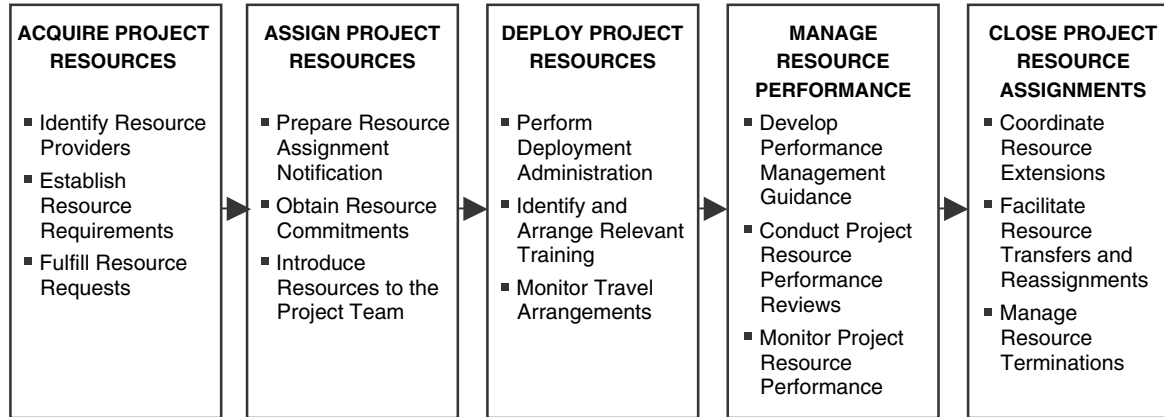 ACQUIRE PROJECT
RESOURCES
▪ Identify Resource
Providers
▪ Establish
Resource
Requirements
▪ Fulfill Resource
Requests
ASSIGN PROJECT
RESOURCES
▪ Prepare Resource
Assignment
Notification
▪ Obtain Resource
Commitments
▪ Introduce
Resources to the
Project Team
DEPLOY PROJECT
RESOURCES
▪ Perform
Deployment
Administration
▪ Identify and
Arrange Relevant
Training
▪ Monitor Travel
Arrangements
MANAGE
RESOURCE
PERFORMANCE
▪ Develop
Performance
Management
Guidance
▪ Conduct Project
Resource
Performance
Reviews
▪ Monitor Project
Resource
Performance
CLOSE PROJECT
RESOURCE
ASSIGNMENTS
▪ Coordinate
Resource
Extensions
▪ Facilitate
Resource
Transfers and
Reassignments
▪ Manage
Resource
Terminations